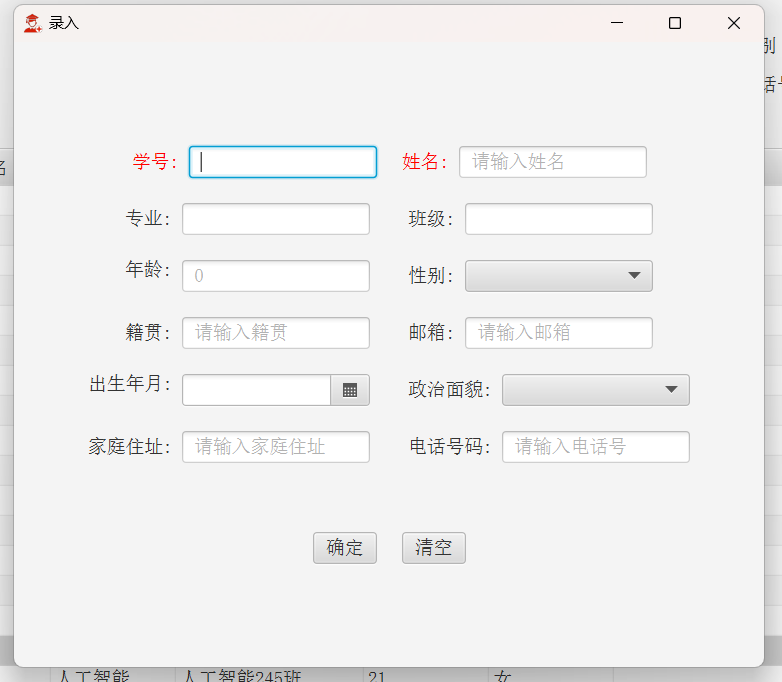 录入
别
话号
名
学号： 姓名： 请输入姓名
专业： 班级：
年龄： 0 性别：
籍贯： 请输入籍贯 邮箱： 请输入邮箱
出生年月： 政治面貌：
家庭住址： 请输入家庭住址 电话号码： 请输入电话号
确定 清空
人工智能 人工智能245班 21 女